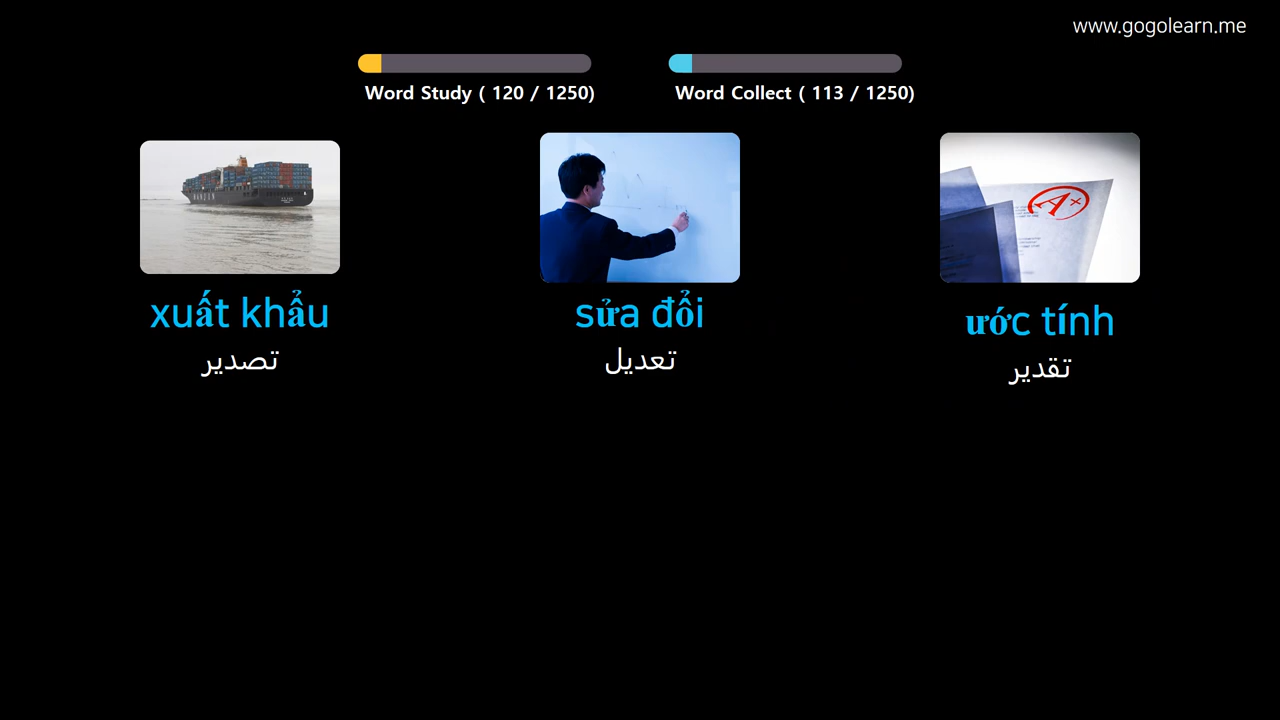 www.gogolearn.me
Word Study ( 120 / 1250)
Word Collect ( 113 / 1250)
A+
xuất khẩu
تصدير
sửa đổi
تعديل
ước tính
تقدير